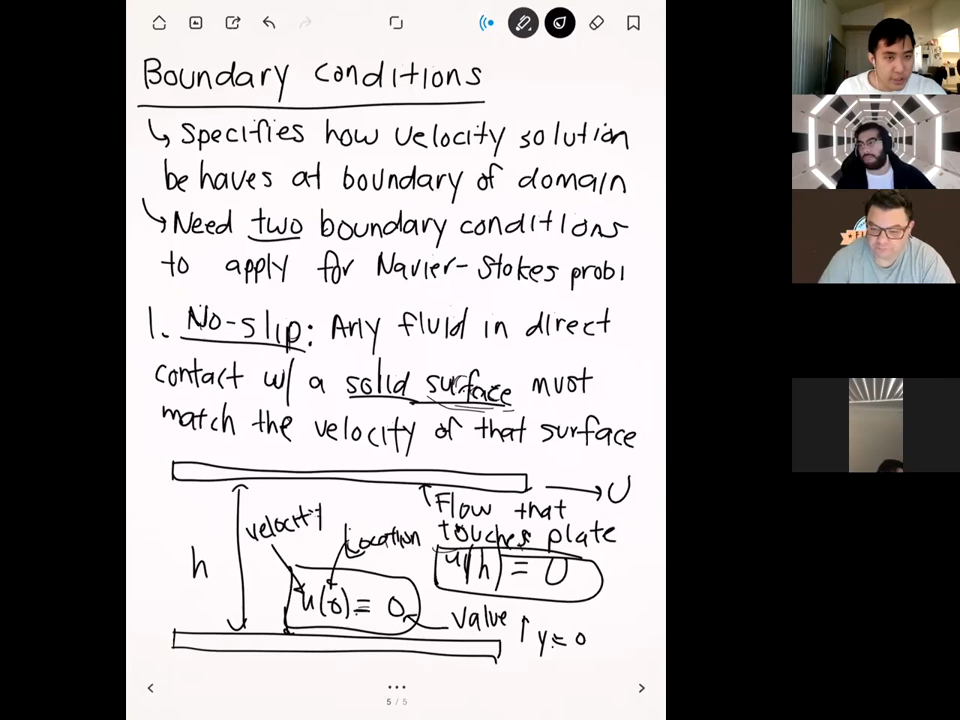 Boundary conditions
↳ specifies how velocity solution
behaves at boundary of domain
↳ Need two boundary conditions
to apply for Navier-Stokes probl
1. No-slip: Any fluid in direct
contact w/ a solid surface must
match the velocity of that surface
→ U
↑ Flow that
touches plate
velocity
Location
u(h) = 0
h
u(0) = 0
value
↑ y = 0
5 / 5